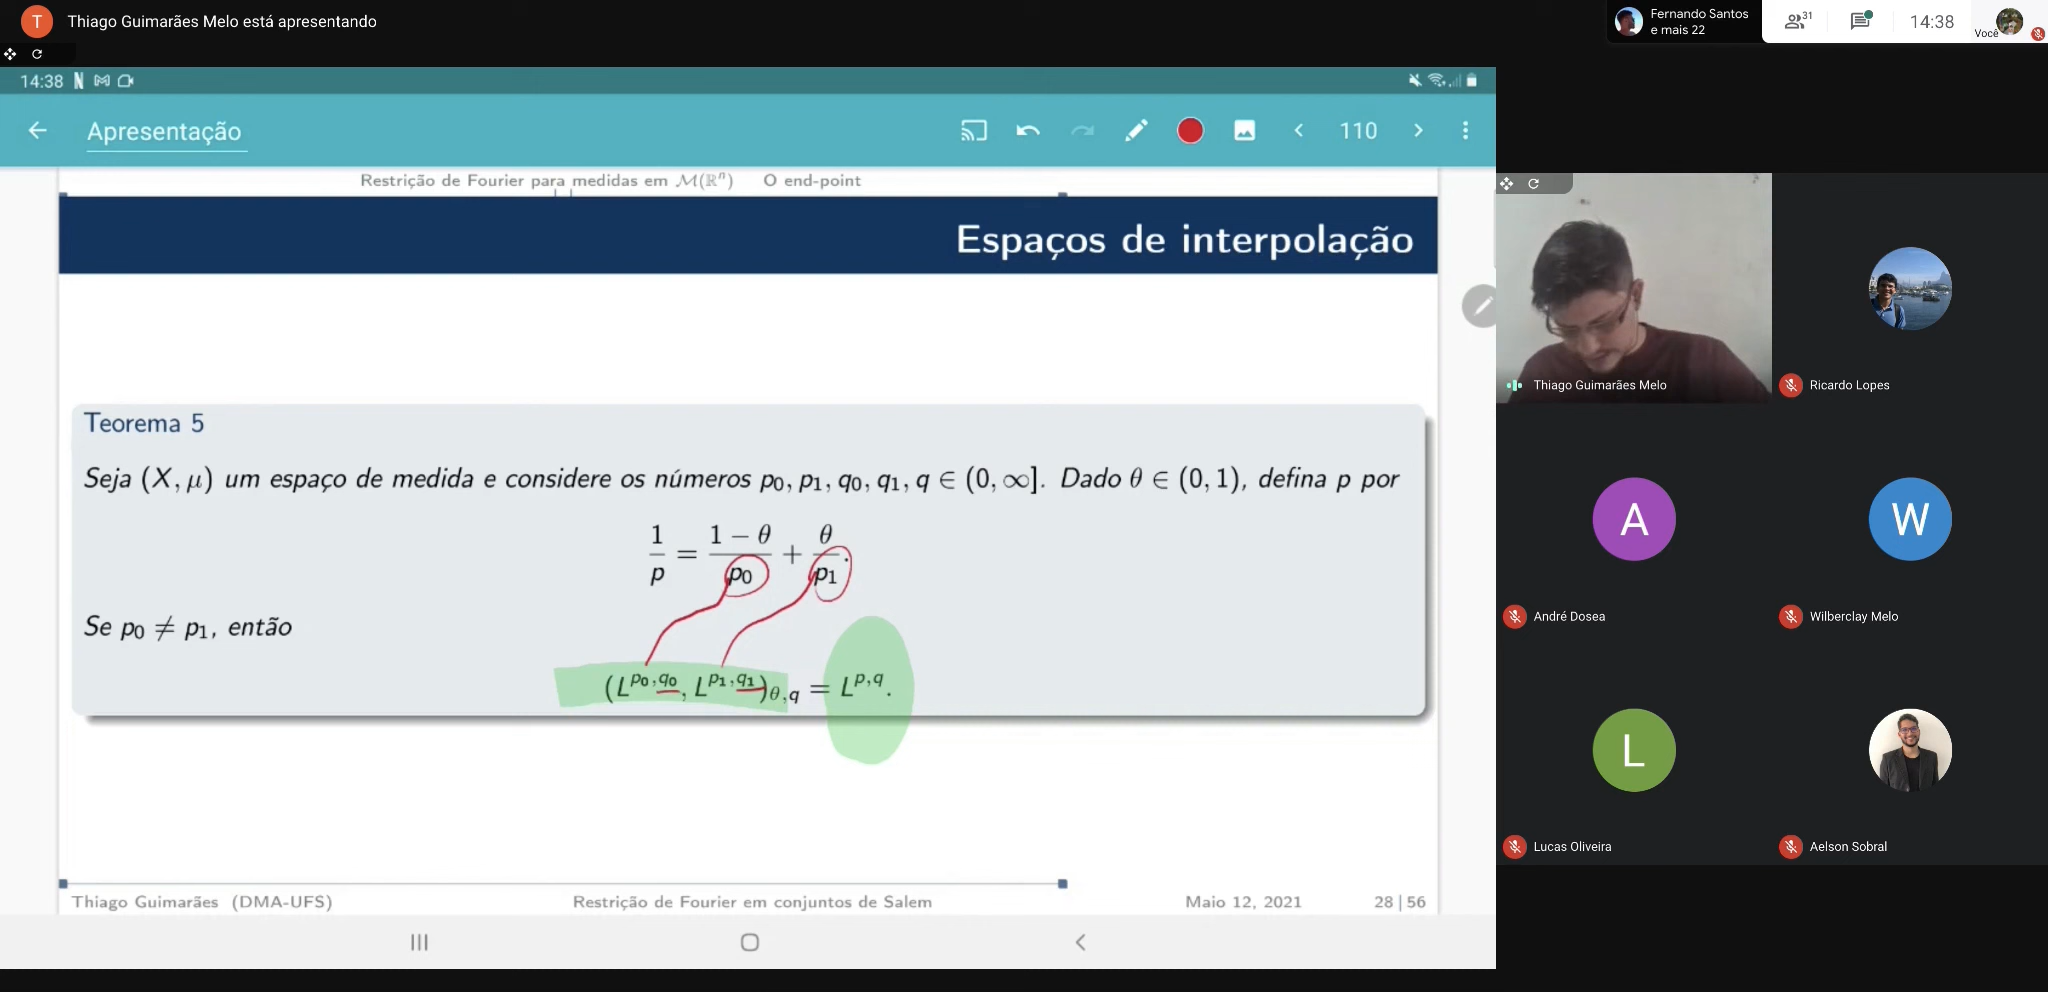 T Thiago Guimarães Melo está apresentando
Fernando Santos
e mais 22
31
14:38
Você
14:38
Apresentação
110
Restrição de Fourier para medidas em ℳ(ℝⁿ) O end-point
Espaços de interpolação
Teorema 5
Seja (X, μ) um espaço de medida e considere os números p₀, p₁, q₀, q₁, q ∈ (0, ∞]. Dado θ ∈ (0, 1), defina p por
1/p = (1 − θ)/p₀ + θ/p₁.
Se p₀ ≠ p₁, então
(L^{p₀,q₀}, L^{p₁,q₁})_{θ,q} = L^{p,q}.
Thiago Guimarães (DMA-UFS) Restrição de Fourier em conjuntos de Salem Maio 12, 2021 28 | 56
Thiago Guimarães Melo
Ricardo Lopes
A
W
André Dosea
Wilberclay Melo
L
Lucas Oliveira
Aelson Sobral